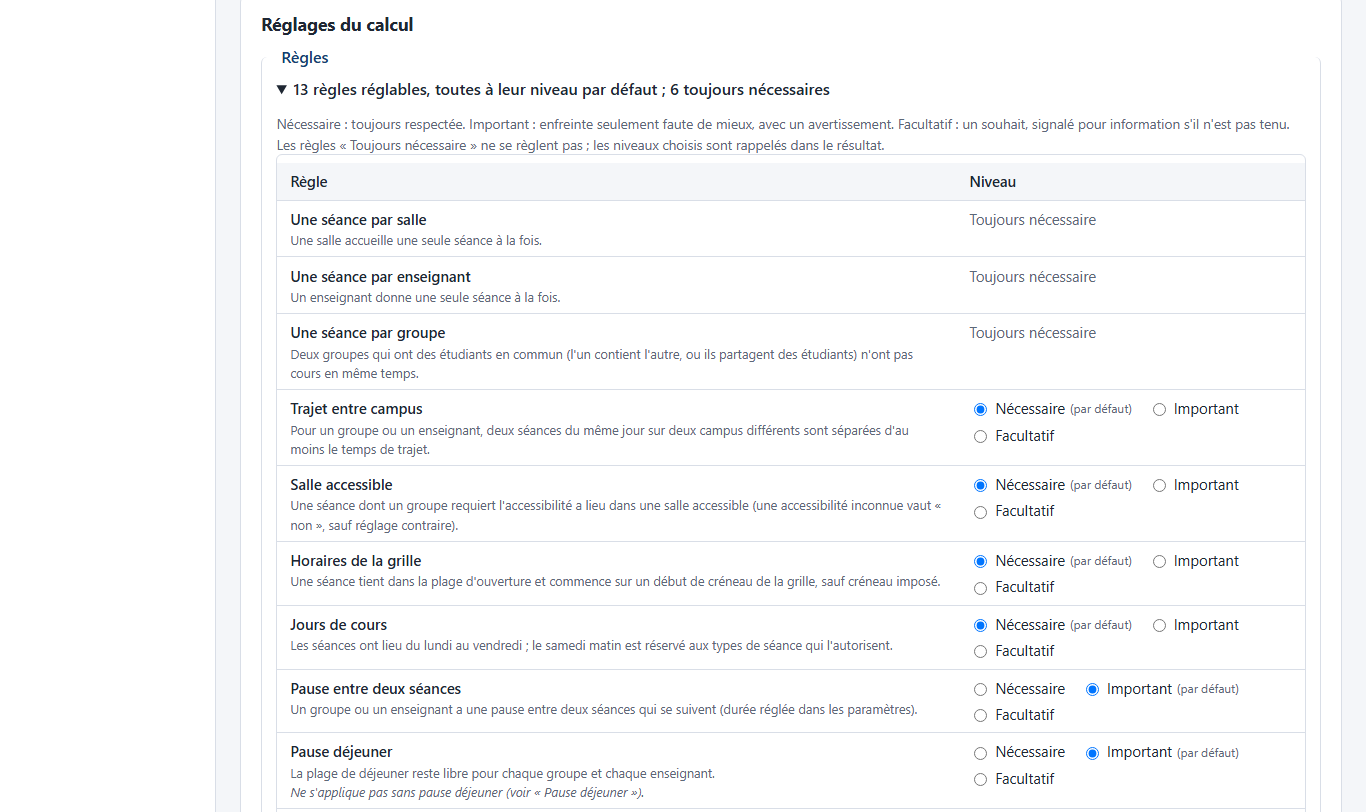 Réglages du calcul
Règles
▼ 13 règles réglables, toutes à leur niveau par défaut ; 6 toujours nécessaires
Nécessaire : toujours respectée. Important : enfreinte seulement faute de mieux, avec un avertissement. Facultatif : un souhait, signalé pour information s'il n'est pas tenu.
Les règles « Toujours nécessaire » ne se règlent pas ; les niveaux choisis sont rappelés dans le résultat.
Règle Niveau
Une séance par salle Toujours nécessaire
Une salle accueille une seule séance à la fois.
Une séance par enseignant Toujours nécessaire
Un enseignant donne une seule séance à la fois.
Une séance par groupe Toujours nécessaire
Deux groupes qui ont des étudiants en commun (l'un contient l'autre, ou ils partagent des étudiants) n'ont pas
cours en même temps.
Trajet entre campus Nécessaire (par défaut) Important
Pour un groupe ou un enseignant, deux séances du même jour sur deux campus différents sont séparées d'au
moins le temps de trajet.
Facultatif
Salle accessible Nécessaire (par défaut) Important
Une séance dont un groupe requiert l'accessibilité a lieu dans une salle accessible (une accessibilité inconnue vaut «
non », sauf réglage contraire).
Facultatif
Horaires de la grille Nécessaire (par défaut) Important
Une séance tient dans la plage d'ouverture et commence sur un début de créneau de la grille, sauf créneau imposé.
Facultatif
Jours de cours Nécessaire (par défaut) Important
Les séances ont lieu du lundi au vendredi ; le samedi matin est réservé aux types de séance qui l'autorisent.
Facultatif
Pause entre deux séances Nécessaire Important (par défaut)
Un groupe ou un enseignant a une pause entre deux séances qui se suivent (durée réglée dans les paramètres).
Facultatif
Pause déjeuner Nécessaire Important (par défaut)
La plage de déjeuner reste libre pour chaque groupe et chaque enseignant.
Facultatif
Ne s'applique pas sans pause déjeuner (voir « Pause déjeuner »).